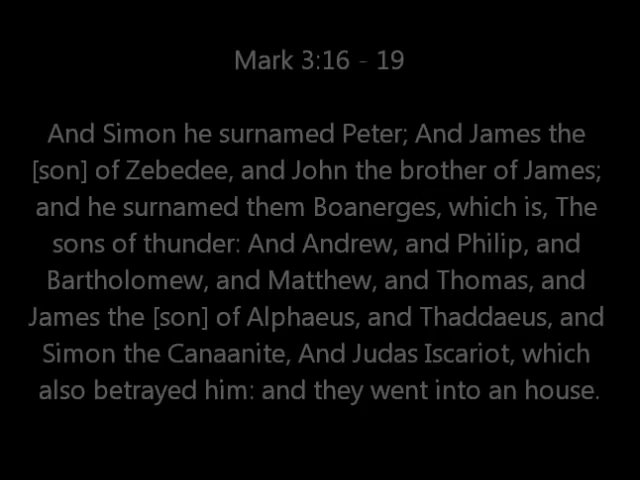 Mark 3:16 - 19
And Simon he surnamed Peter; And James the
[son] of Zebedee, and John the brother of James;
and he surnamed them Boanerges, which is, The
sons of thunder: And Andrew, and Philip, and
Bartholomew, and Matthew, and Thomas, and
James the [son] of Alphaeus, and Thaddaeus, and
Simon the Canaanite, And Judas Iscariot, which
also betrayed him: and they went into an house.